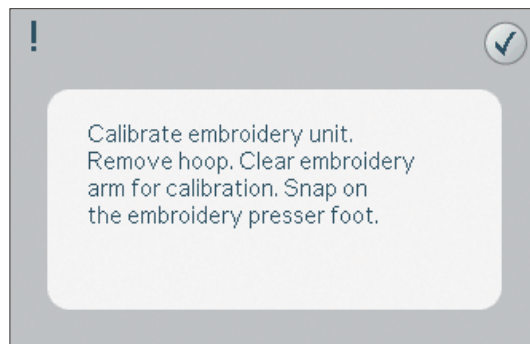 !
Calibrate embroidery unit.
Remove hoop. Clear embroidery
arm for calibration. Snap on
the embroidery presser foot.